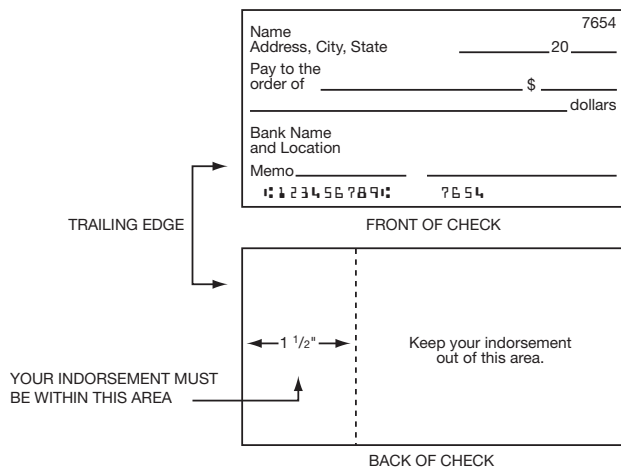 7654
Name
Address, City, State 20
Pay to the
order of $
dollars
Bank Name
and Location
Memo
⑆123456789⑆ 7654
TRAILING EDGE
FRONT OF CHECK
1 1/2"
Keep your indorsement
out of this area.
YOUR INDORSEMENT MUST
BE WITHIN THIS AREA
BACK OF CHECK